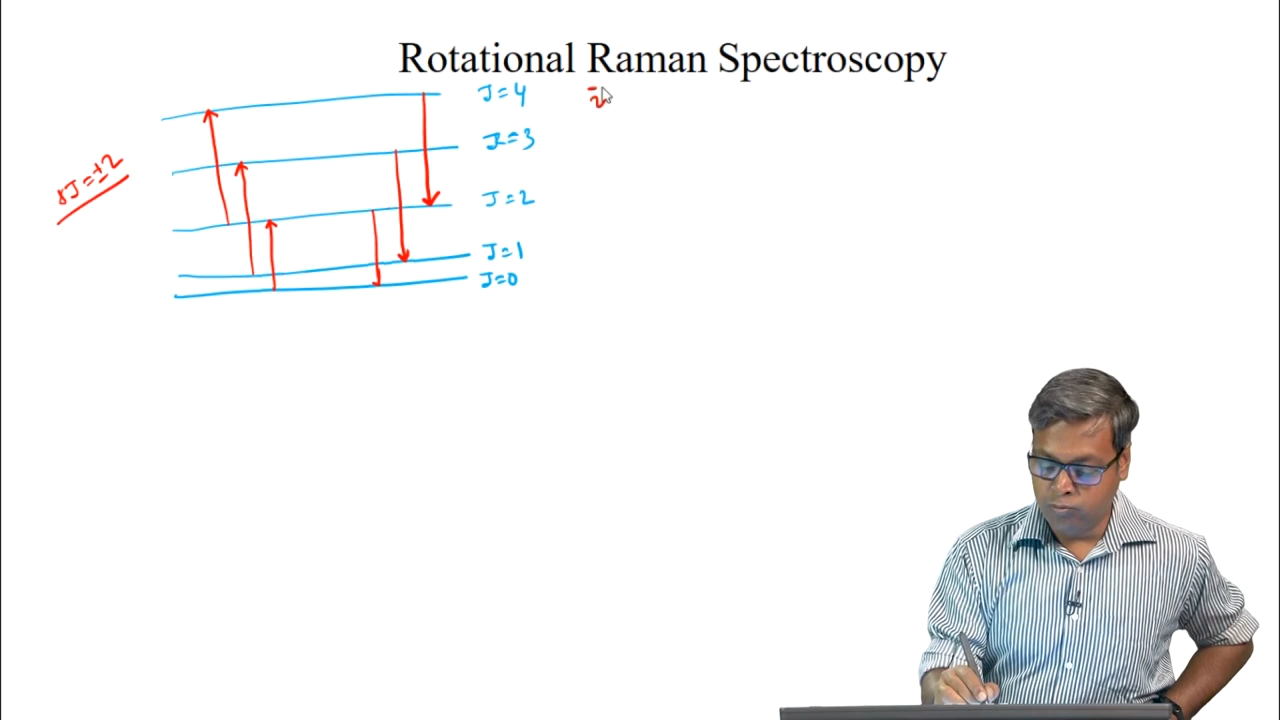 Rotational Raman Spectroscopy
J=4
J=3
δJ=±2
J=2
J=1
J=0